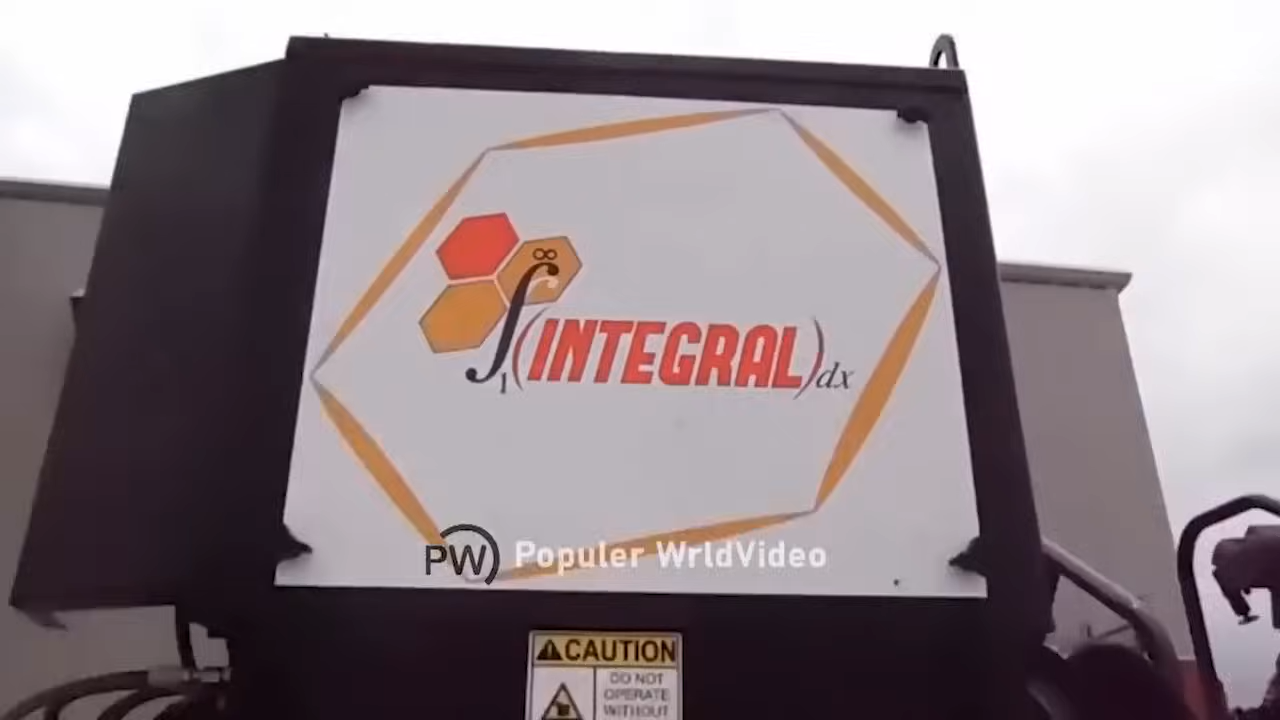 ∞
∫(INTEGRAL)dx
1
PW Populer WrldVideo
CAUTION
DO NOT
OPERATE
WITHOUT